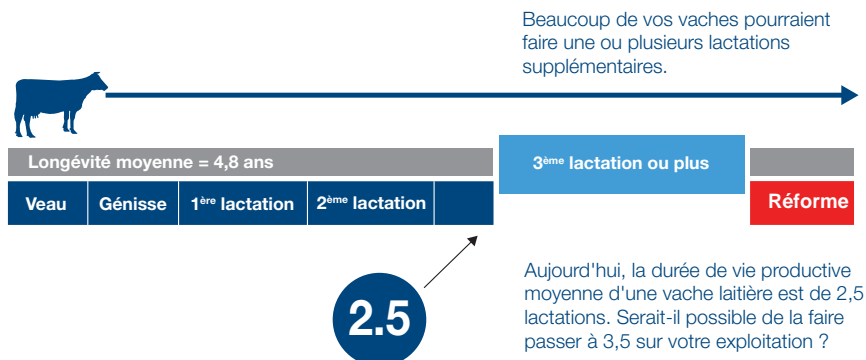 Beaucoup de vos vaches pourraient
faire une ou plusieurs lactations
supplémentaires.
Longévité moyenne = 4,8 ans
3ème lactation ou plus
Veau
Génisse
1ère lactation
2ème lactation
Réforme
2.5
Aujourd'hui, la durée de vie productive
moyenne d'une vache laitière est de 2,5
lactations. Serait-il possible de la faire
passer à 3,5 sur votre exploitation ?